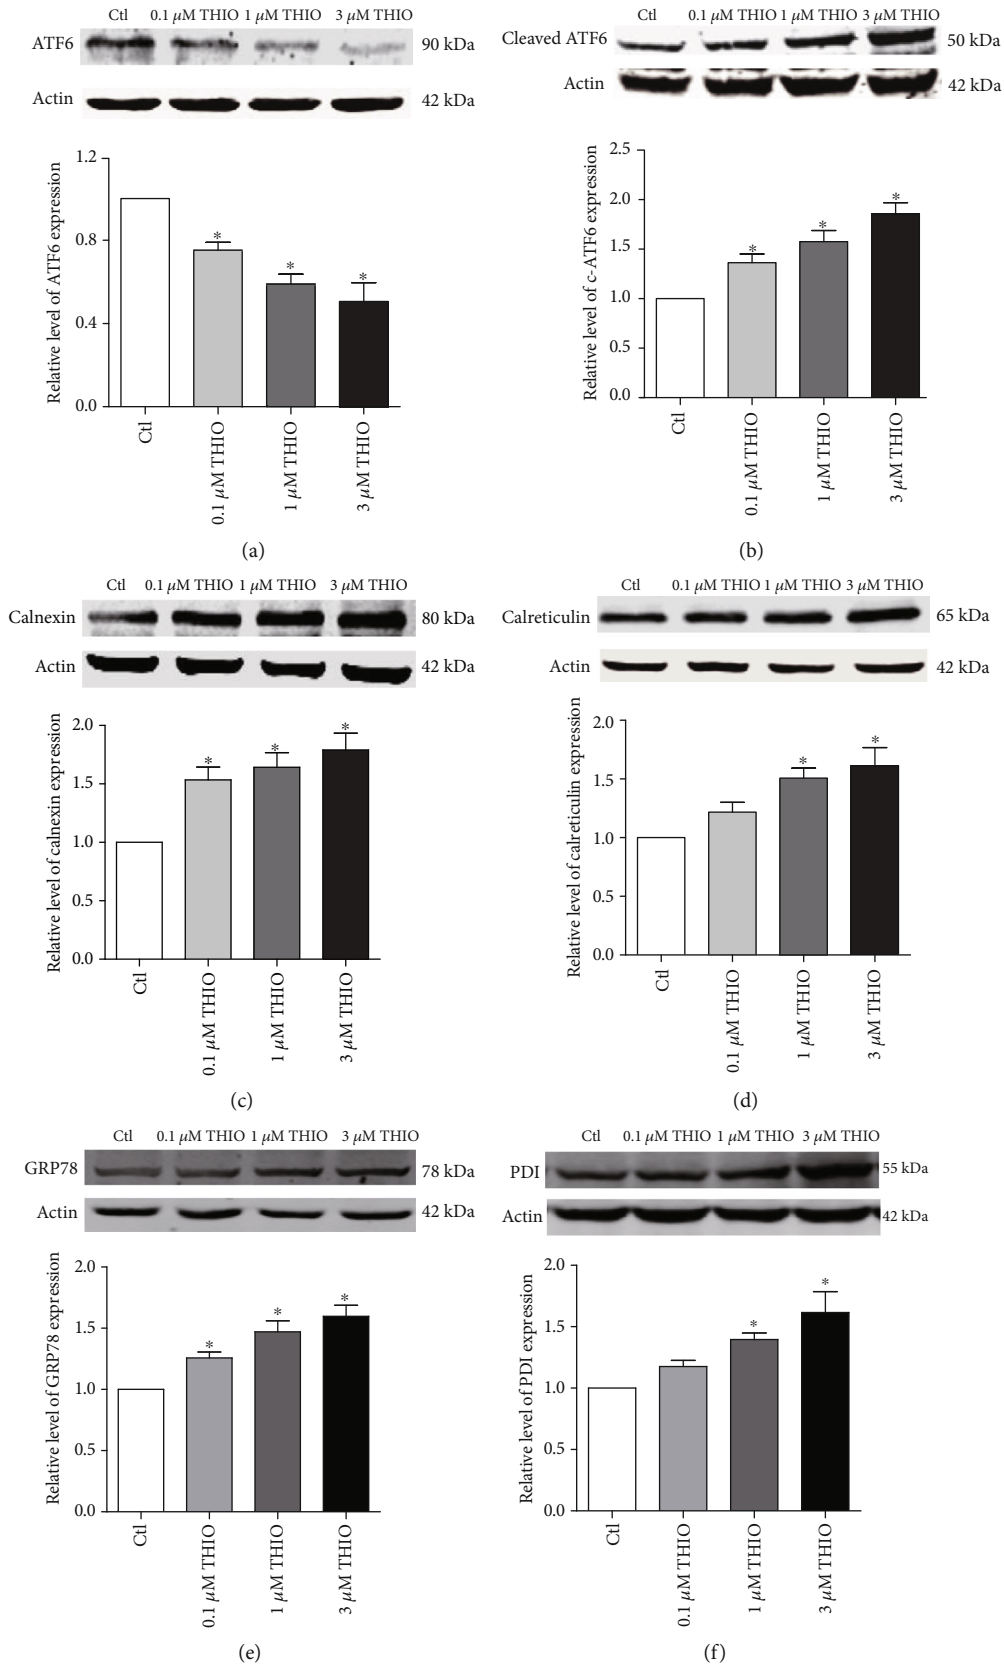 Ctl 0.1 μM THIO 1 μM THIO 3 μM THIO
ATF6 90 kDa
Actin 42 kDa
Relative level of ATF6 expression
1.2
0.8
0.4
0.0
* * *
Ctl
0.1 μM THIO
1 μM THIO
3 μM THIO
(a)
Ctl 0.1 μM THIO 1 μM THIO 3 μM THIO
Cleaved ATF6 50 kDa
Actin 42 kDa
Relative level of c-ATF6 expression
2.5
2.0
1.5
1.0
0.5
0.0
* * *
Ctl
0.1 μM THIO
1 μM THIO
3 μM THIO
(b)
Ctl 0.1 μM THIO 1 μM THIO 3 μM THIO
Calnexin 80 kDa
Actin 42 kDa
Relative level of calnexin expression
2.0
1.5
1.0
0.5
0.0
* * *
Ctl
0.1 μM THIO
1 μM THIO
3 μM THIO
(c)
Ctl 0.1 μM THIO 1 μM THIO 3 μM THIO
Calreticulin 65 kDa
Actin 42 kDa
Relative level of calreticulin expression
2.0
1.5
1.0
0.5
0.0
* *
Ctl
0.1 μM THIO
1 μM THIO
3 μM THIO
(d)
Ctl 0.1 μM THIO 1 μM THIO 3 μM THIO
GRP78 78 kDa
Actin 42 kDa
Relative level of GRP78 expression
2.0
1.5
1.0
0.5
0.0
* * *
Ctl
0.1 μM THIO
1 μM THIO
3 μM THIO
(e)
Ctl 0.1 μM THIO 1 μM THIO 3 μM THIO
PDI 55 kDa
Actin 42 kDa
Relative level of PDI expression
2.0
1.5
1.0
0.5
0.0
* *
Ctl
0.1 μM THIO
1 μM THIO
3 μM THIO
(f)